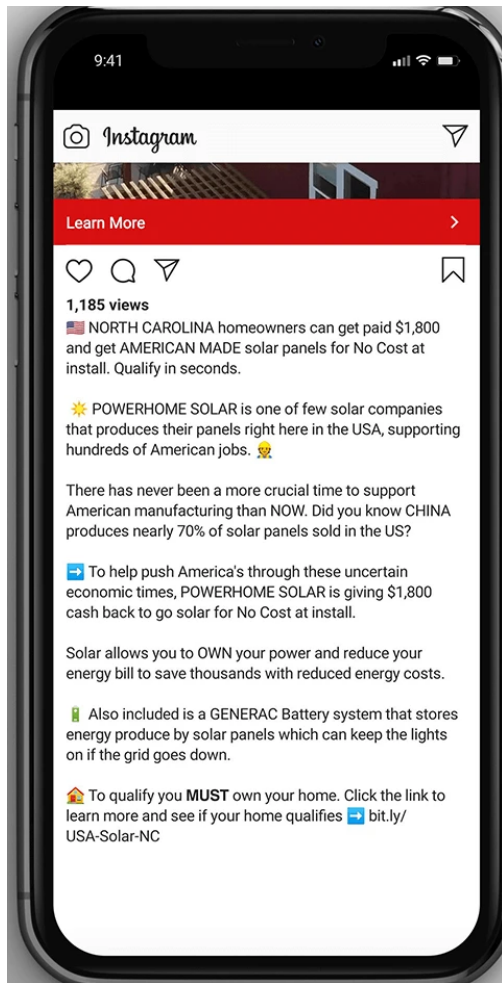 9:41
Instagram
Learn More
1,185 views
🇺🇸 NORTH CAROLINA homeowners can get paid $1,800
and get AMERICAN MADE solar panels for No Cost at
install. Qualify in seconds.
☀️ POWERHOME SOLAR is one of few solar companies
that produces their panels right here in the USA, supporting
hundreds of American jobs. 👷
There has never been a more crucial time to support
American manufacturing than NOW. Did you know CHINA
produces nearly 70% of solar panels sold in the US?
➡️ To help push America's through these uncertain
economic times, POWERHOME SOLAR is giving $1,800
cash back to go solar for No Cost at install.
Solar allows you to OWN your power and reduce your
energy bill to save thousands with reduced energy costs.
🔋 Also included is a GENERAC Battery system that stores
energy produce by solar panels which can keep the lights
on if the grid goes down.
🏠 To qualify you MUST own your home. Click the link to
learn more and see if your home qualifies ➡️ bit.ly/
USA-Solar-NC